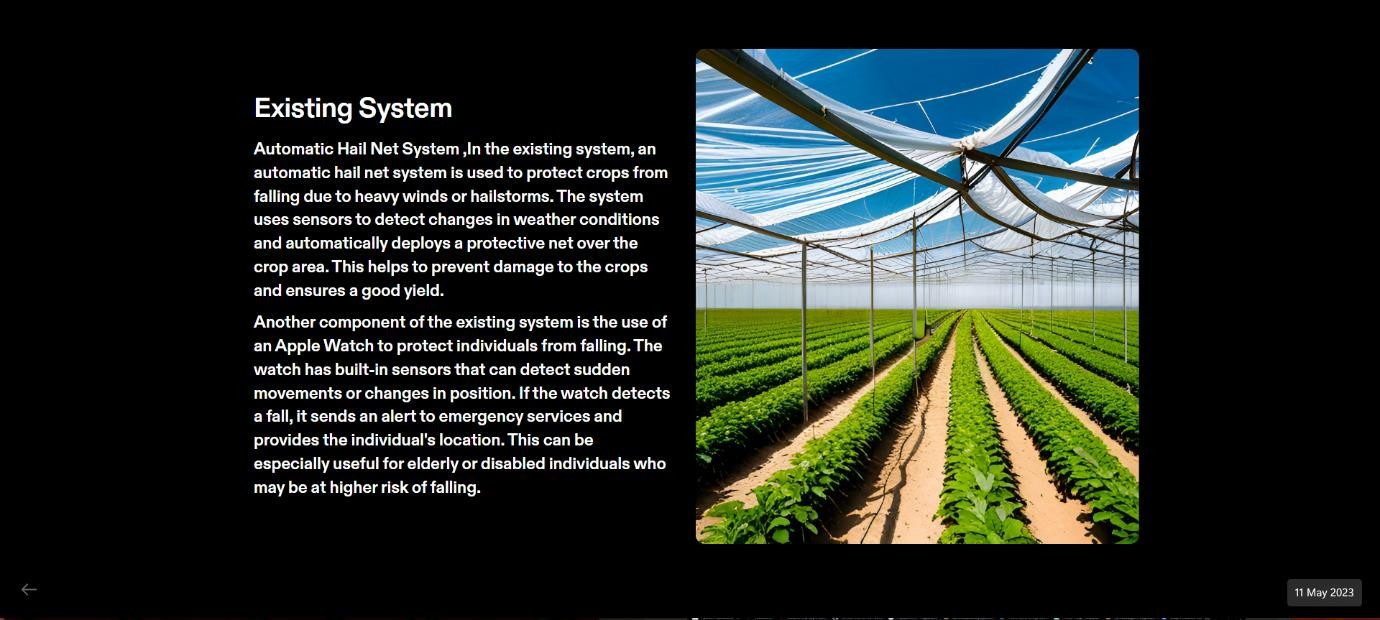 Existing System
Automatic Hail Net System ,In the existing system, an
automatic hail net system is used to protect crops from
falling due to heavy winds or hailstorms. The system
uses sensors to detect changes in weather conditions
and automatically deploys a protective net over the
crop area. This helps to prevent damage to the crops
and ensures a good yield.
Another component of the existing system is the use of
an Apple Watch to protect individuals from falling. The
watch has built-in sensors that can detect sudden
movements or changes in position. If the watch detects
a fall, it sends an alert to emergency services and
provides the individual's location. This can be
especially useful for elderly or disabled individuals who
may be at higher risk of falling.
11 May 2023